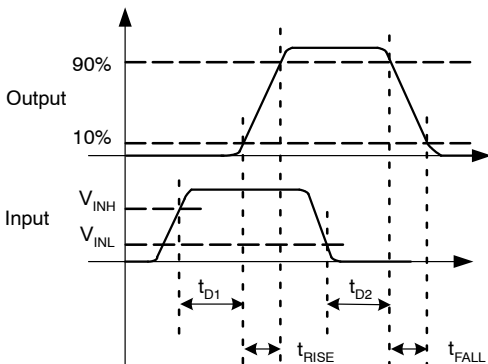 90%
Output
10%
Input
V_INH
V_INL
t_D1
t_D2
t_RISE
t_FALL